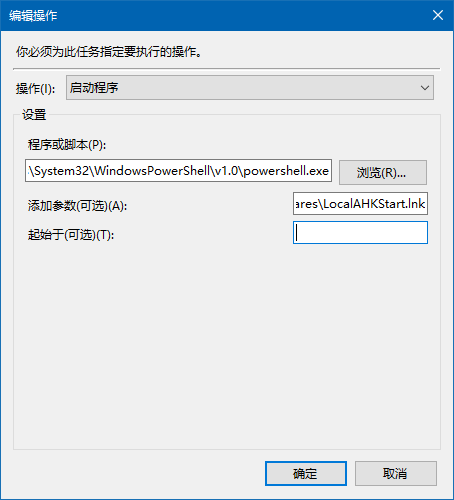 编辑操作
你必须为此任务指定要执行的操作。
操作(I): 启动程序
设置
程序或脚本(P):
\System32\WindowsPowerShell\v1.0\powershell.exe 浏览(R)...
添加参数(可选)(A): ares\LocalAHKStart.lnk
起始于(可选)(T):
确定 取消